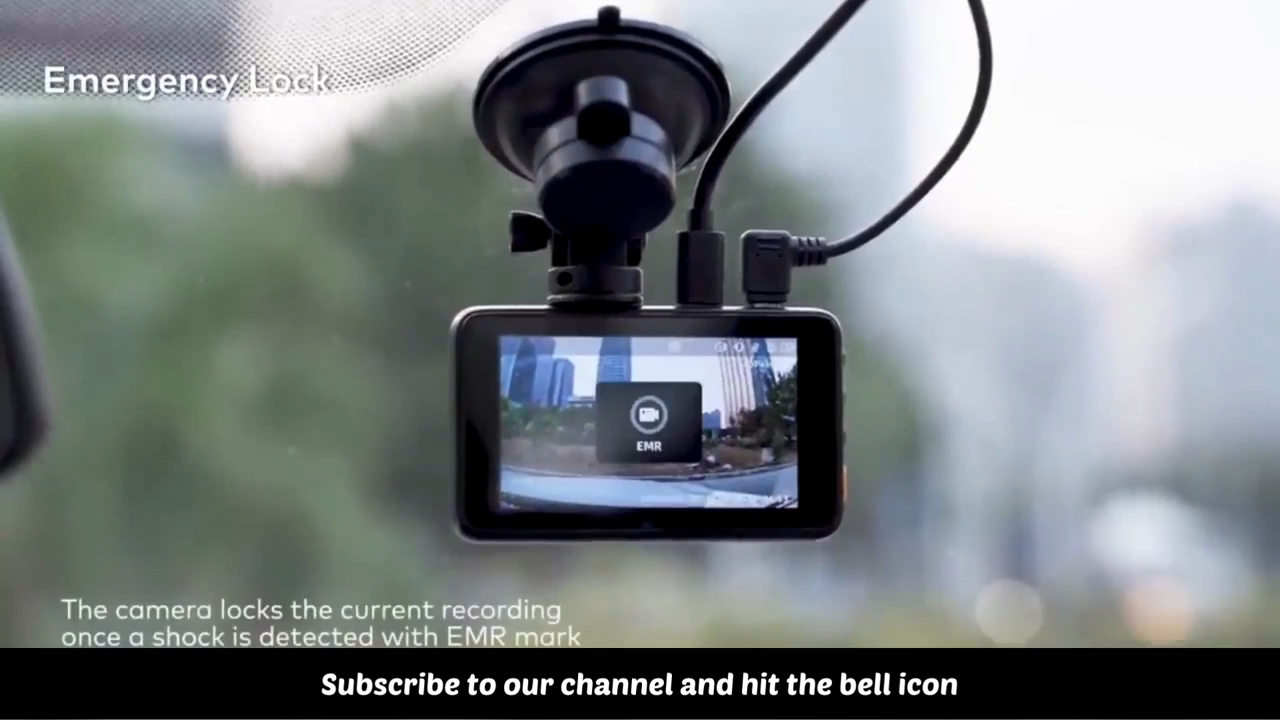 Emergency Lock
EMR
The camera locks the current recording
once a shock is detected with EMR mark
Subscribe to our channel and hit the bell icon